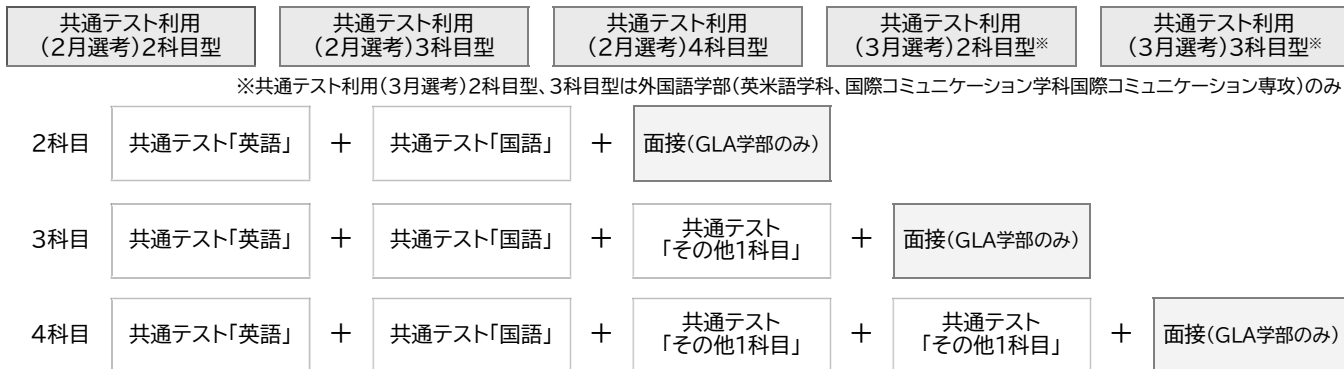 共通テスト利用
(2月選考)2科目型
共通テスト利用
(2月選考)3科目型
共通テスト利用
(2月選考)4科目型
共通テスト利用
(3月選考)2科目型※
共通テスト利用
(3月選考)3科目型※
※共通テスト利用(3月選考)2科目型、3科目型は外国語学部(英米語学科、国際コミュニケーション学科国際コミュニケーション専攻)のみ
2科目 共通テスト「英語」 + 共通テスト「国語」 + 面接(GLA学部のみ)
3科目 共通テスト「英語」 + 共通テスト「国語」 + 共通テスト「その他1科目」 + 面接(GLA学部のみ)
4科目 共通テスト「英語」 + 共通テスト「国語」 + 共通テスト「その他1科目」 + 共通テスト「その他1科目」 + 面接(GLA学部のみ)